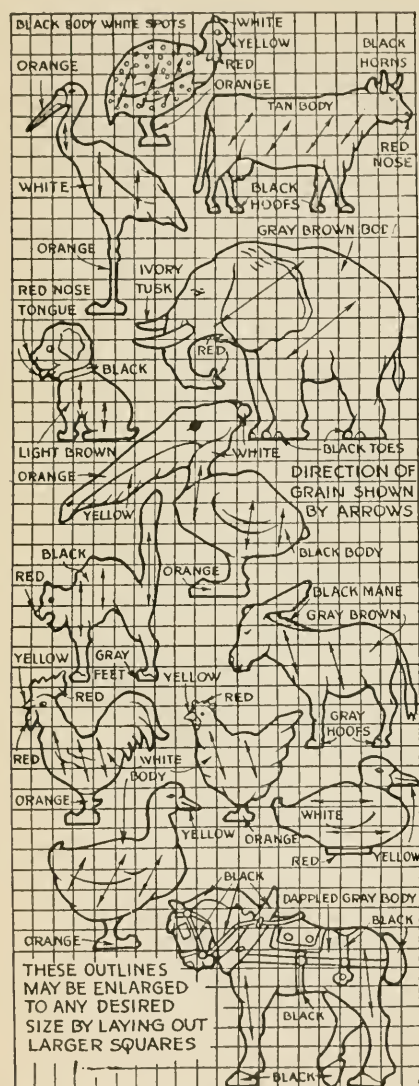 BLACK BODY WHITE SPOTS
WHITE
YELLOW
RED
ORANGE
ORANGE
BLACK
HORNS
TAN BODY
RED
NOSE
WHITE
BLACK
HOOFS
ORANGE
GRAY BROWN BODY
IVORY
TUSK
RED NOSE
TONGUE
RED
BLACK
LIGHT BROWN
BLACK TOES
ORANGE
WHITE
DIRECTION OF
GRAIN SHOWN
BY ARROWS
YELLOW
BLACK BODY
BLACK
ORANGE
RED
BLACK MANE
GRAY BROWN
GRAY
FEET
YELLOW
YELLOW
RED
RED
GRAY
HOOFS
RED
WHITE
BODY
ORANGE
WHITE
YELLOW
ORANGE
RED
YELLOW
BLACK
DAPPLED GRAY BODY
BLACK
ORANGE
THESE OUTLINES
MAY BE ENLARGED
TO ANY DESIRED
SIZE BY LAYING OUT
LARGER SQUARES
BLACK
BLACK